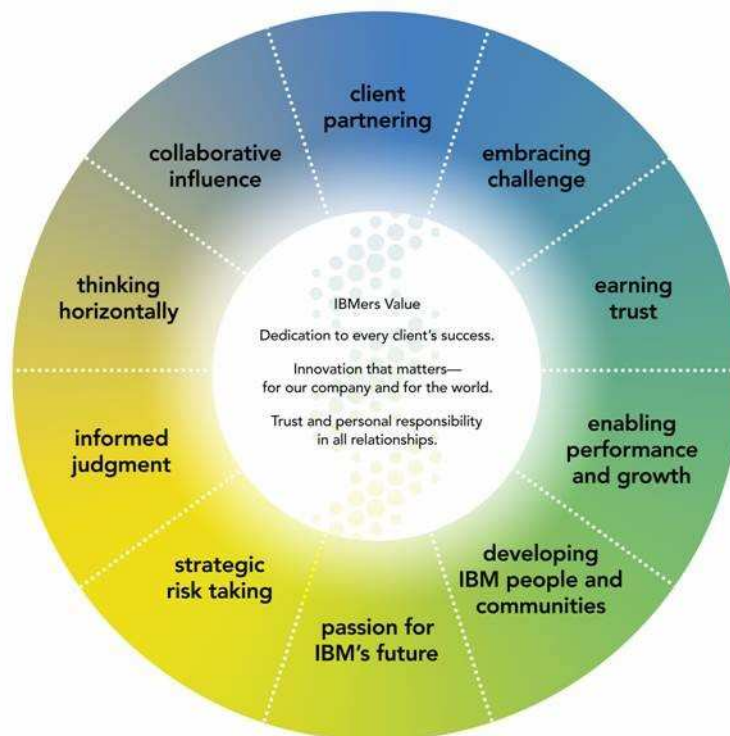 client
partnering
embracing
challenge
earning
trust
enabling
performance
and growth
developing
IBM people and
communities
passion for
IBM's future
strategic
risk taking
informed
judgment
thinking
horizontally
collaborative
influence
IBMers Value
Dedication to every client's success.
Innovation that matters—
for our company and for the world.
Trust and personal responsibility
in all relationships.